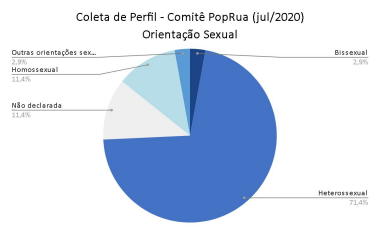 Coleta de Perfil - Comitê PopRua (jul/2020)
Orientação Sexual
Outras orientações sex...
2,9%
Homossexual
11,4%
Não declarada
11,4%
Bissexual
2,9%
Heterossexual
71,4%